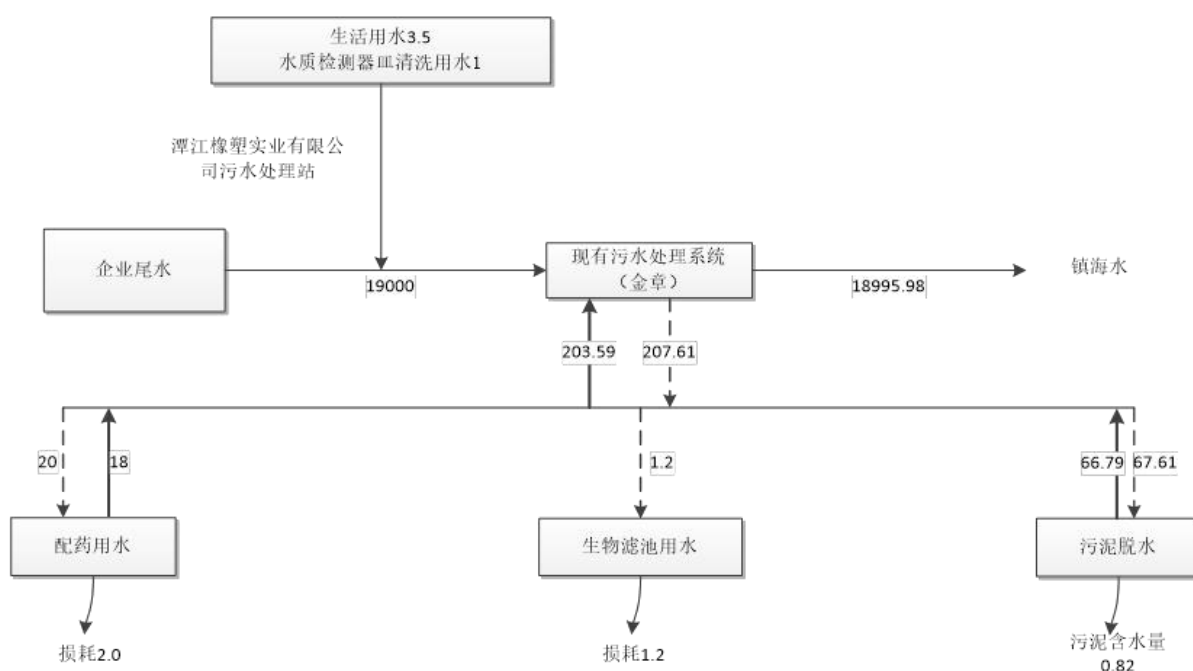 生活用水3.5
水质检测器皿清洗用水1
潭江橡塑实业有限公
司污水处理站
企业尾水
19000
现有污水处理系统
（金章）
18995.98
镇海水
203.59
207.61
20
18
1.2
66.79
67.61
配药用水
生物滤池用水
污泥脱水
损耗2.0
损耗1.2
污泥含水量
0.82